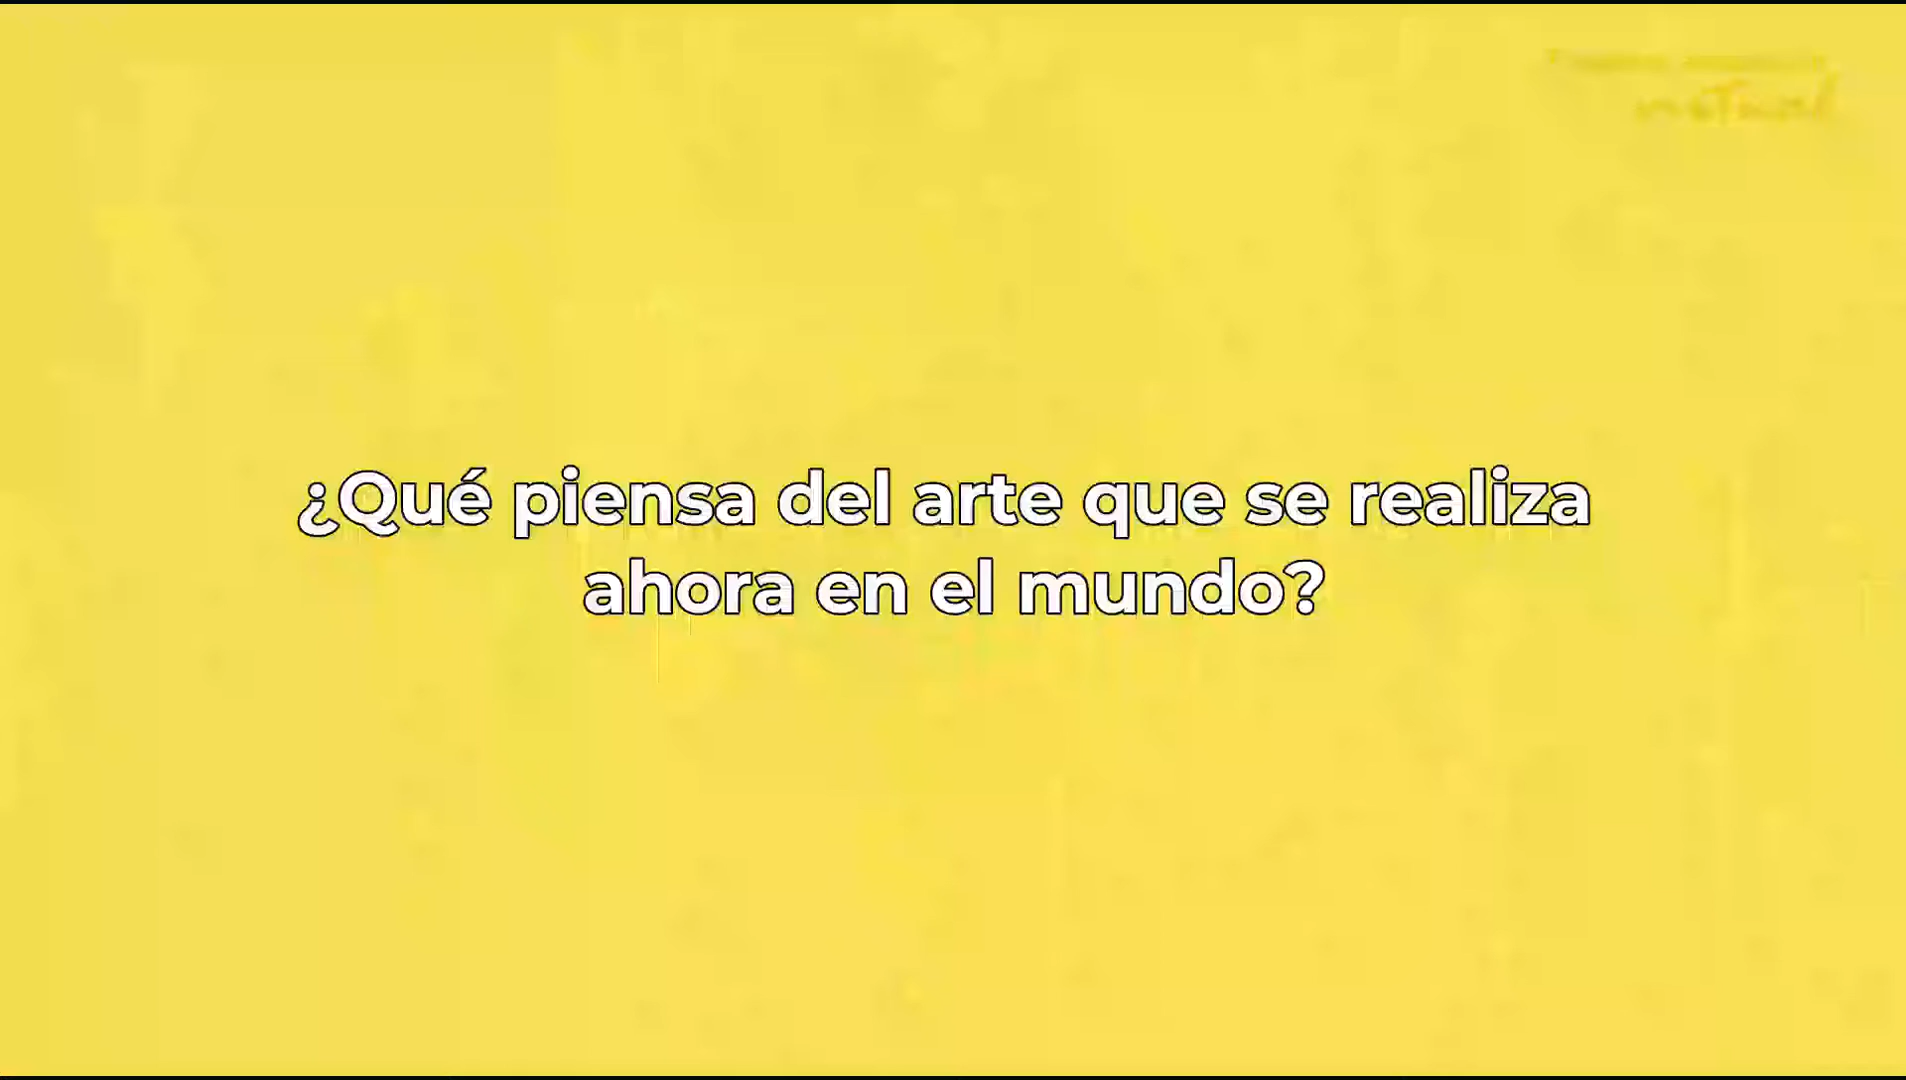 ¿Qué piensa del arte que se realiza
ahora en el mundo?